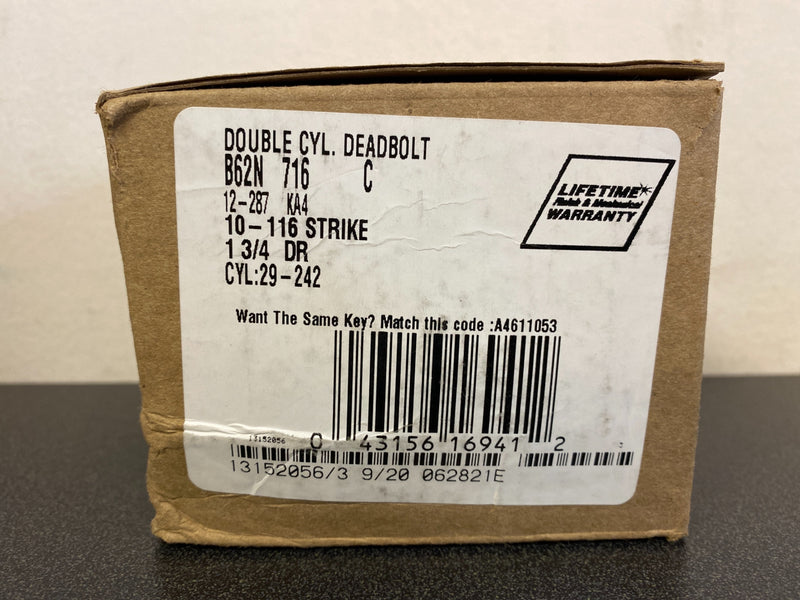 DOUBLE CYL. DEADBOLT
B62N 716 C
12-287 KA4
10-116 STRIKE
1 3/4 DR
CYL:29-242
LIFETIME
Finish & Mechanical
WARRANTY
Want The Same Key? Match this code :A4611053
13152056
0 43156 16941 2
13152056/3 9/20 062821E